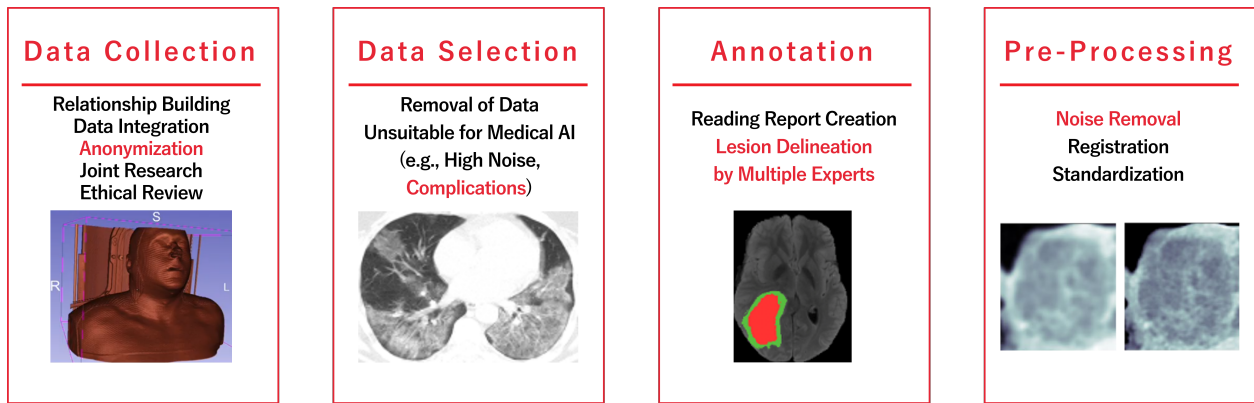 Data Collection
Relationship Building
Data Integration
Anonymization
Joint Research
Ethical Review
S
R
L
Data Selection
Removal of Data
Unsuitable for Medical AI
(e.g., High Noise,
Complications)
Annotation
Reading Report Creation
Lesion Delineation
by Multiple Experts
Pre-Processing
Noise Removal
Registration
Standardization